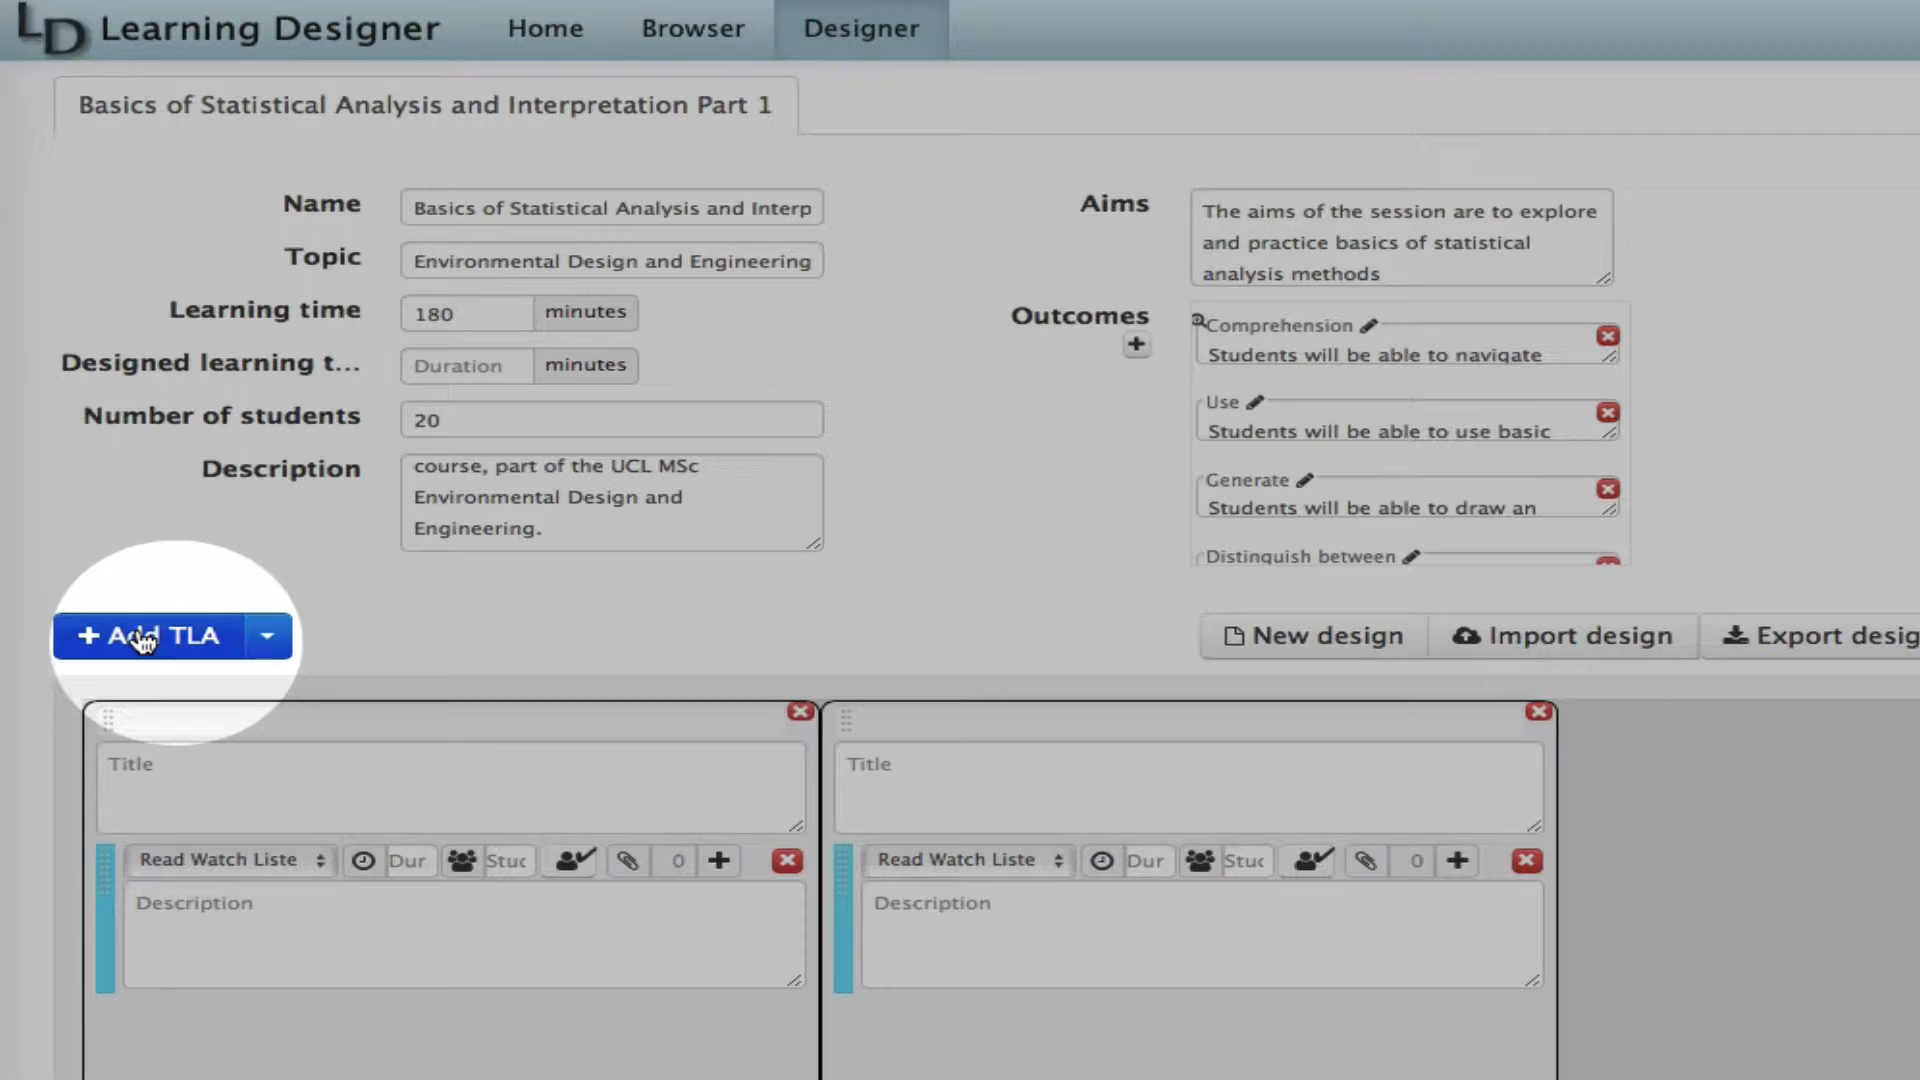 LD Learning Designer Home Browser Designer
Basics of Statistical Analysis and Interpretation Part 1
Name
Basics of Statistical Analysis and Interp
Topic
Environmental Design and Engineering
Learning time
180 minutes
Designed learning t...
Duration minutes
Number of students
20
Description
course, part of the UCL MSc
Environmental Design and
Engineering.
Aims
The aims of the session are to explore
and practice basics of statistical
analysis methods
Outcomes
Comprehension
Students will be able to navigate
Use
Students will be able to use basic
Generate
Students will be able to draw an
Distinguish between
+ Add TLA
New design Import design Export desig
Title
Read Watch Liste Dur Stuc 0
Description
Title
Read Watch Liste Dur Stuc 0
Description